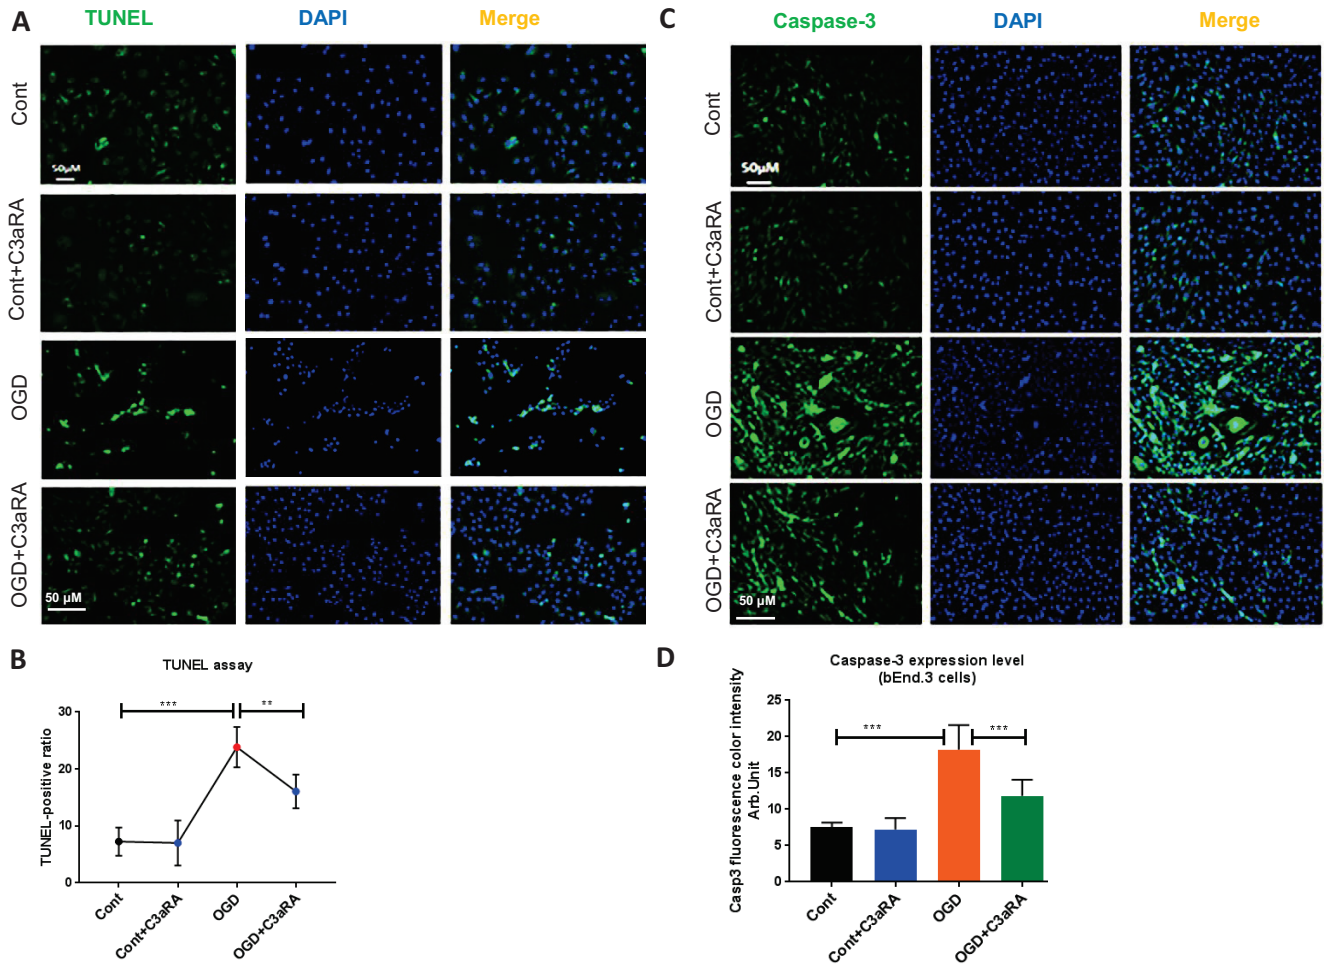 A
TUNEL
DAPI
Merge
Cont
50μM
Cont+C3aRA
OGD
OGD+C3aRA
50 μM
B
TUNEL assay
TUNEL-positive ratio
30
20
10
0
***
**
Cont
Cont+C3aRA
OGD
OGD+C3aRA
C
Caspase-3
DAPI
Merge
Cont
50μM
Cont+C3aRA
OGD
OGD+C3aRA
50 μM
D
Caspase-3 expression level
(bEnd.3 cells)
Casp3 fluorescence color intensity
Arb.Unit
25
20
15
10
5
0
***
***
Cont
Cont+C3aRA
OGD
OGD+C3aRA